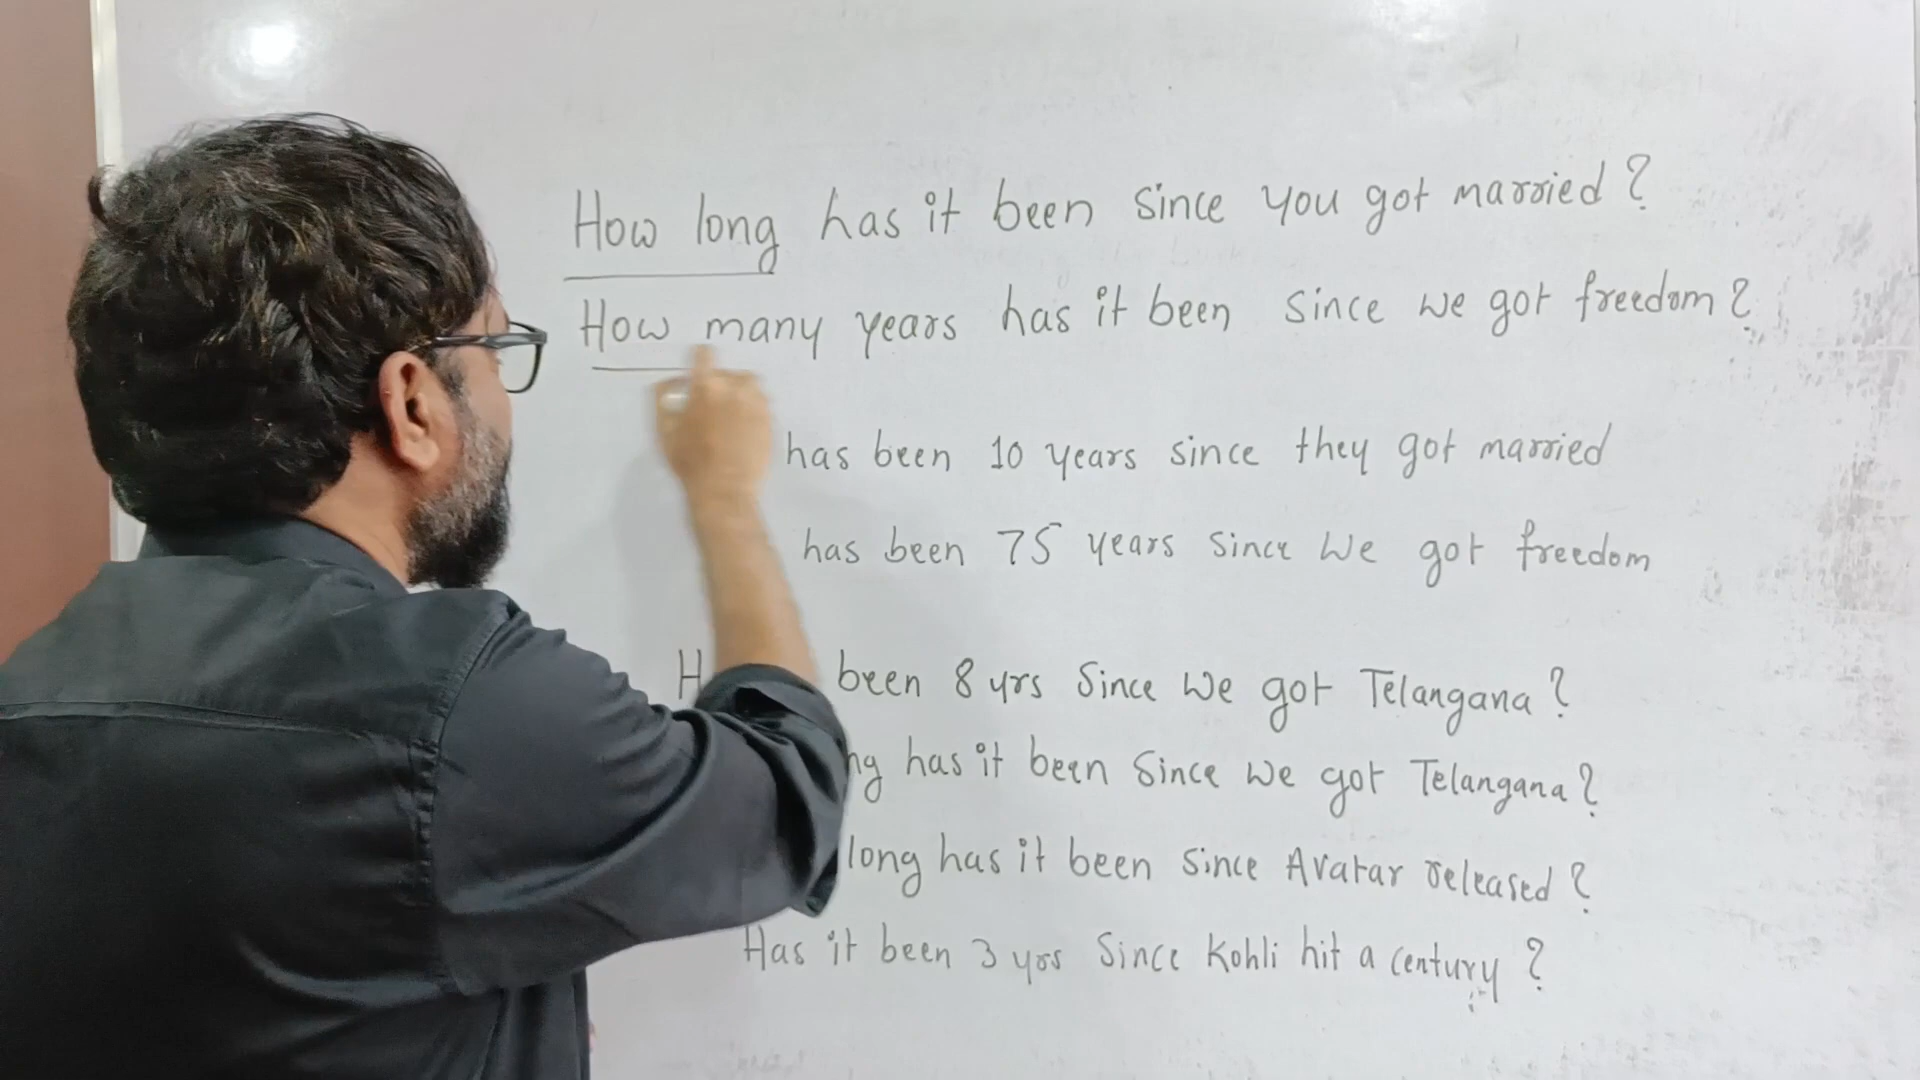 How long has it been since you got married?
How many years has it been since we got freedom?
has been 10 years since they got married
has been 75 years since we got freedom
been 8 yrs since we got Telangana?
has it been since we got Telangana?
long has it been since Avatar released?
Has it been 3 yrs since Kohli hit a century?